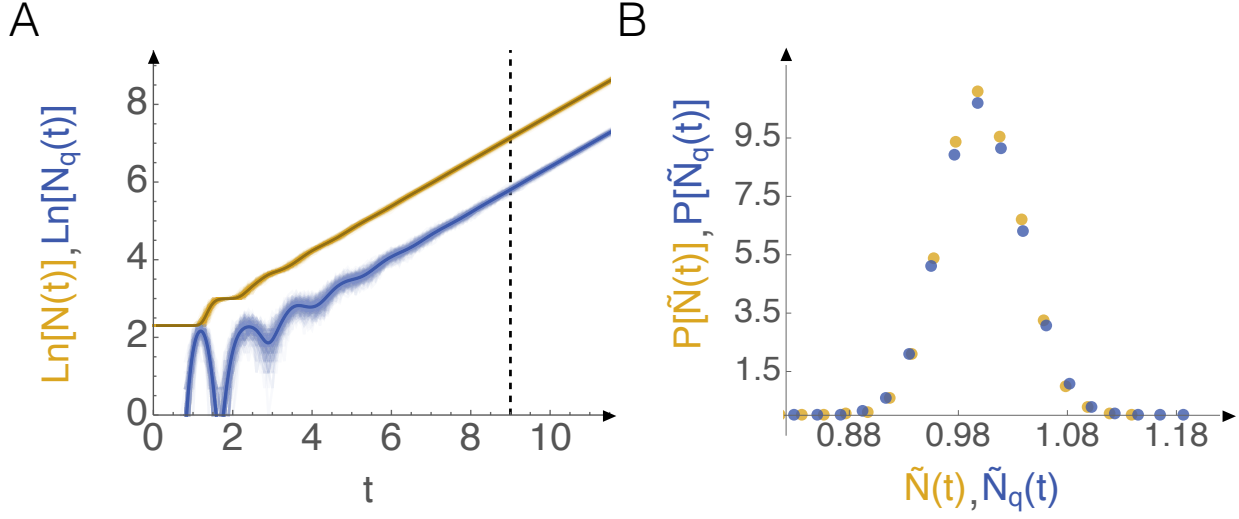 A
B
Ln[N(t)],Ln[N_q(t)]
8
6
4
2
0
0 2 4 6 8 10
t
P[Ñ(t)],P[Ñ_q(t)]
9.5
7.5
5.5
3.5
1.5
0.88 0.98 1.08 1.18
Ñ(t),Ñ_q(t)